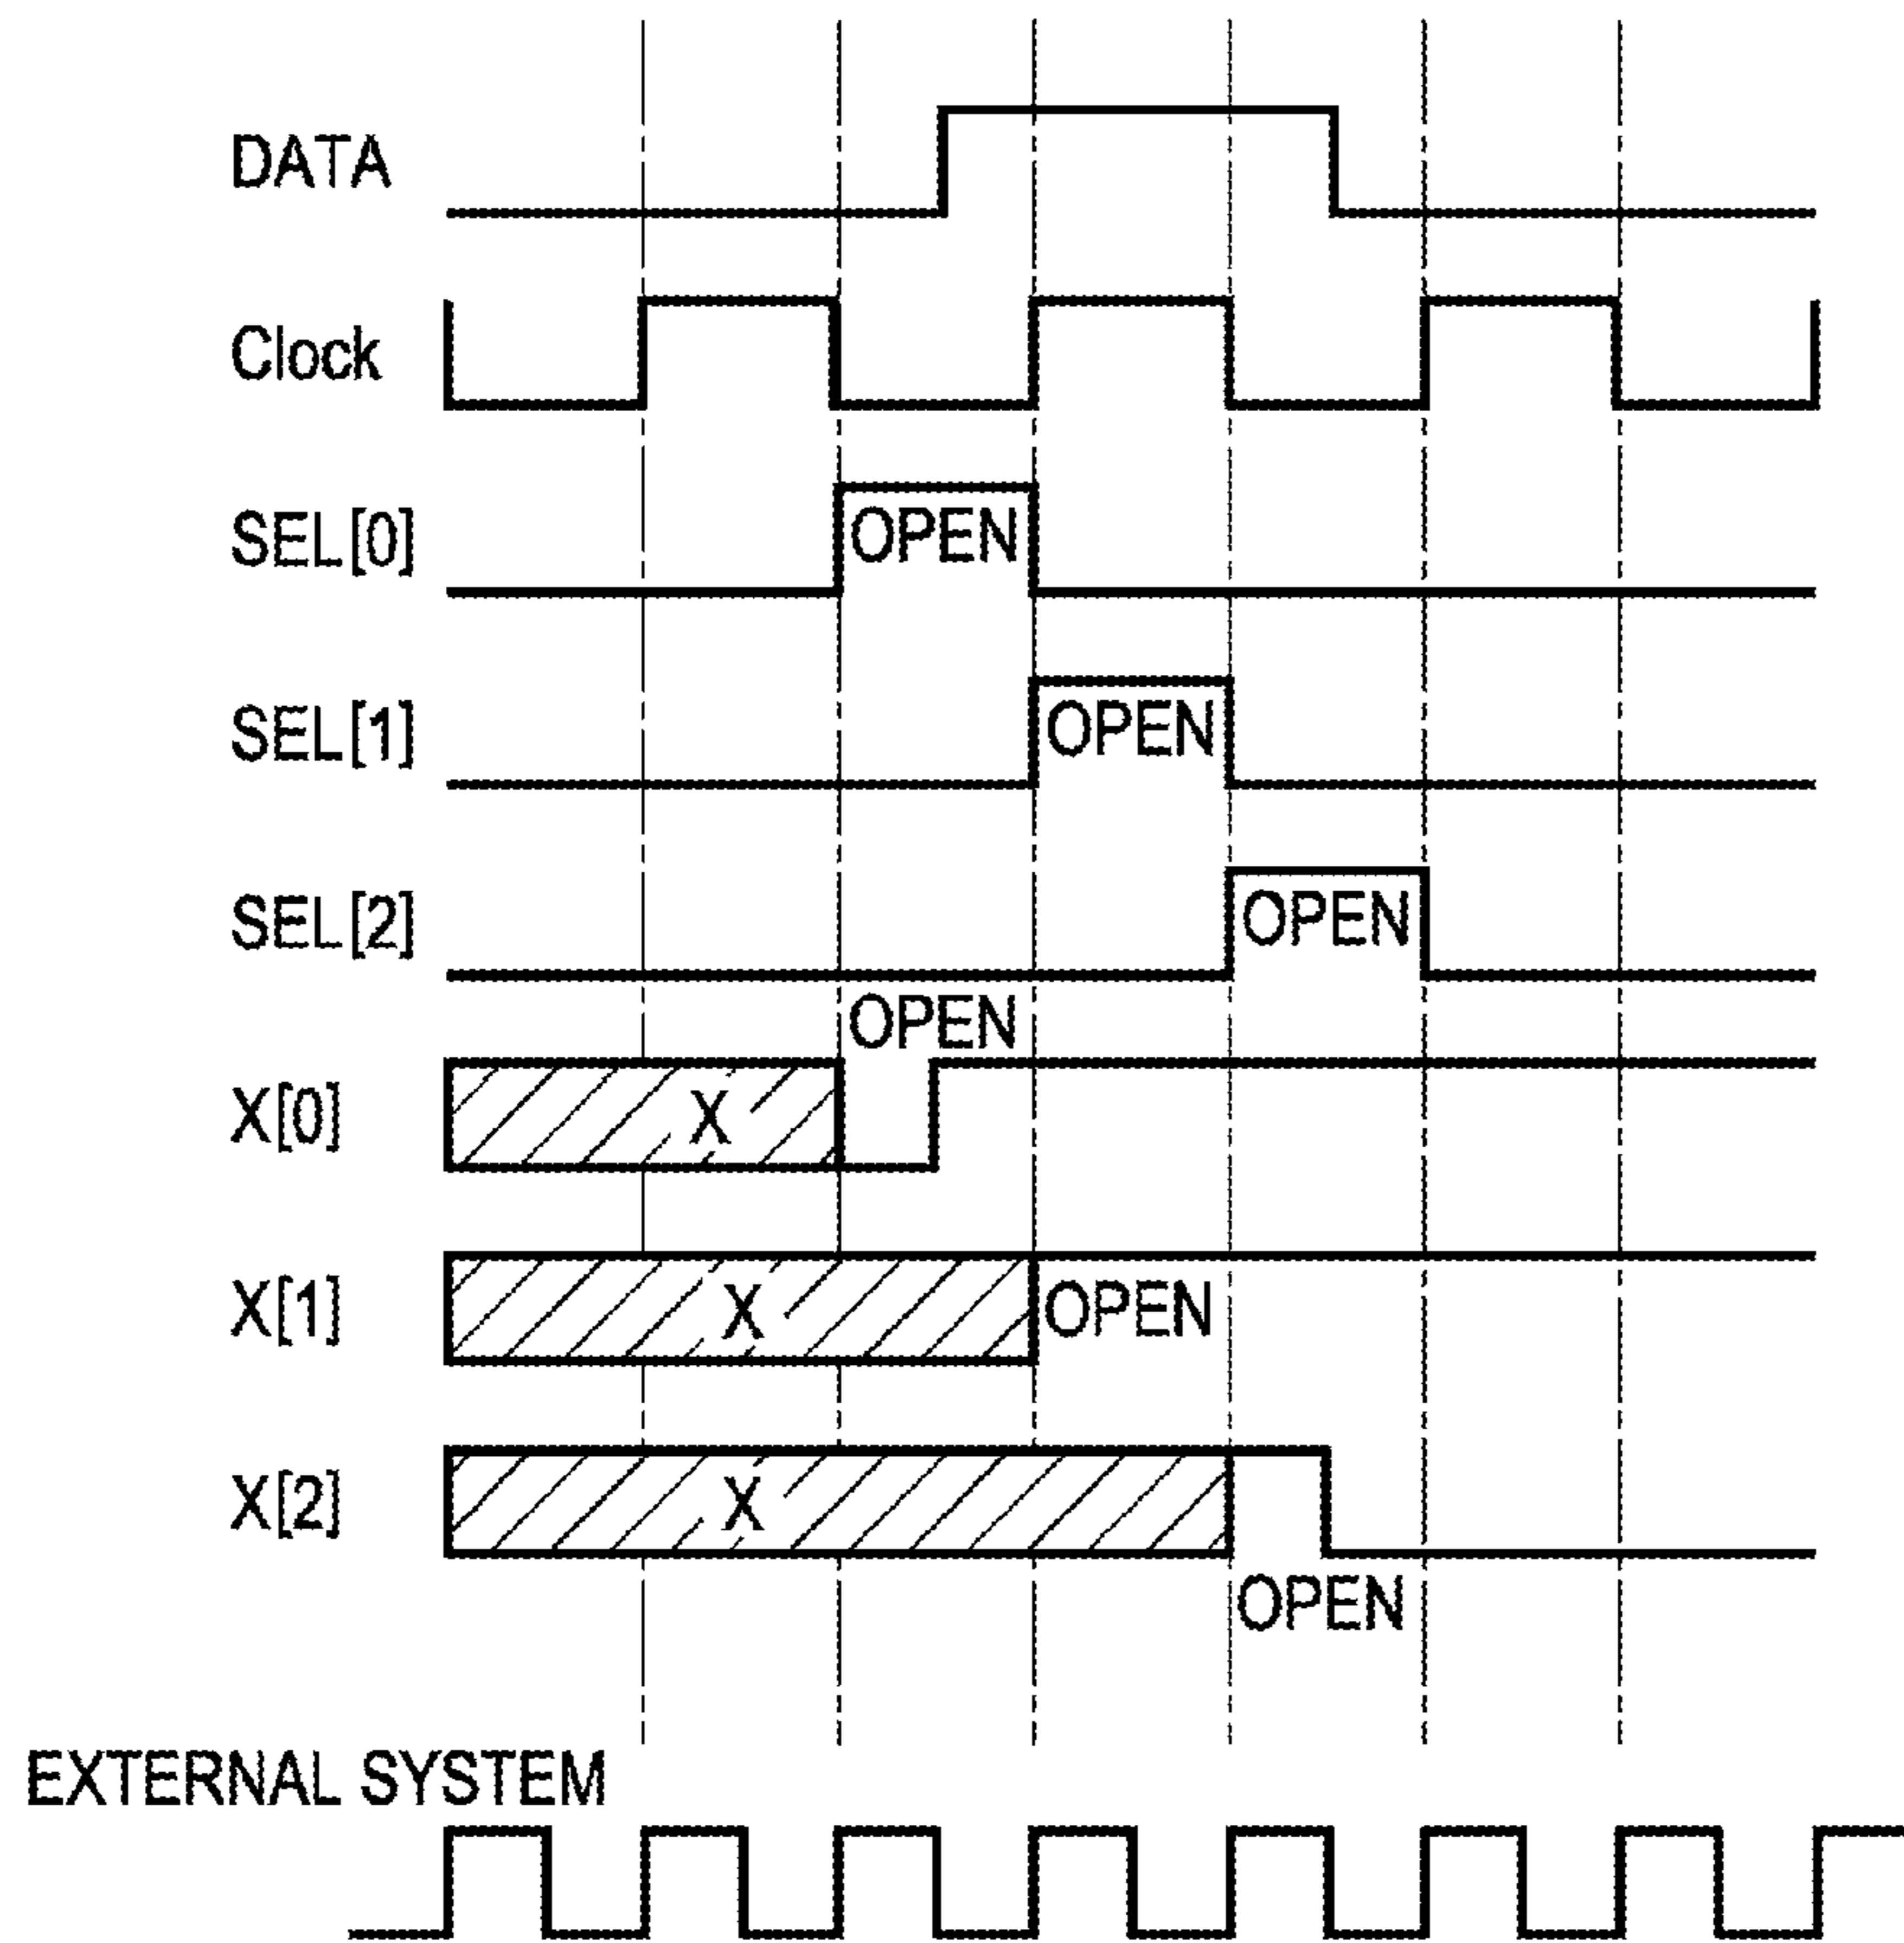 DATA
Clock
SEL[0] OPEN
SEL[1] OPEN
SEL[2] OPEN
OPEN
X[0] X
X[1] X OPEN
X[2] X
OPEN
EXTERNAL SYSTEM